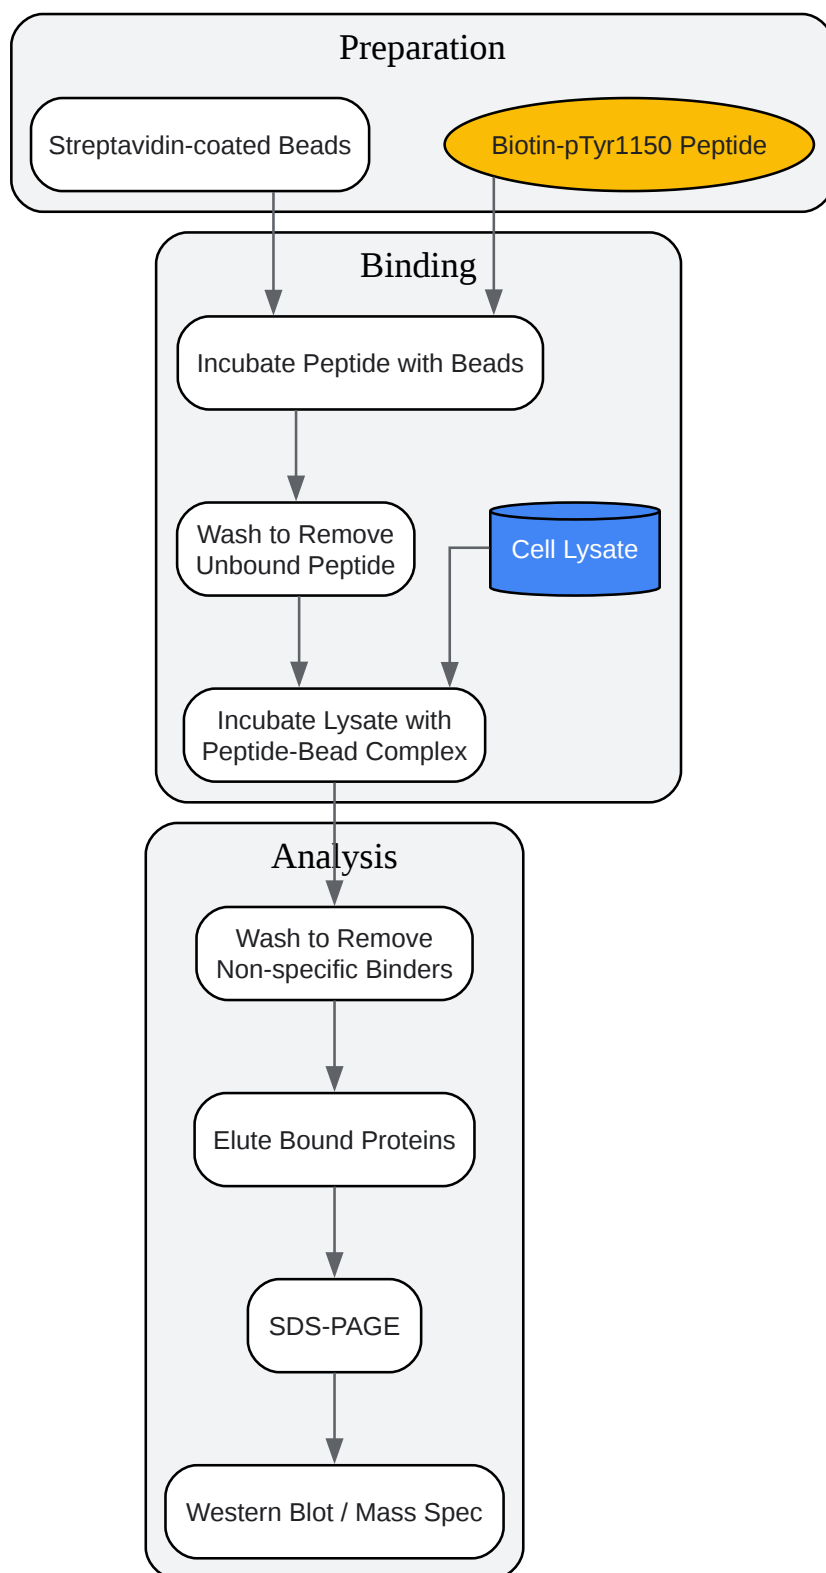 Preparation
Streptavidin-coated Beads
Biotin-pTyr1150 Peptide
Binding
Incubate Peptide with Beads
Wash to Remove
Unbound Peptide
Cell Lysate
Incubate Lysate with
Peptide-Bead Complex
Analysis
Wash to Remove
Non-specific Binders
Elute Bound Proteins
SDS-PAGE
Western Blot / Mass Spec